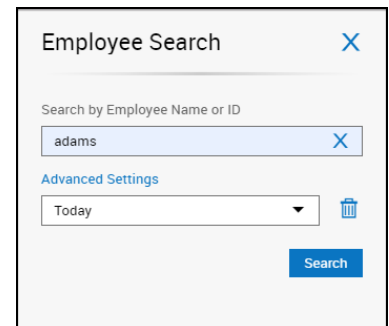 Employee Search
Search by Employee Name or ID
adams
Advanced Settings
Today
Search